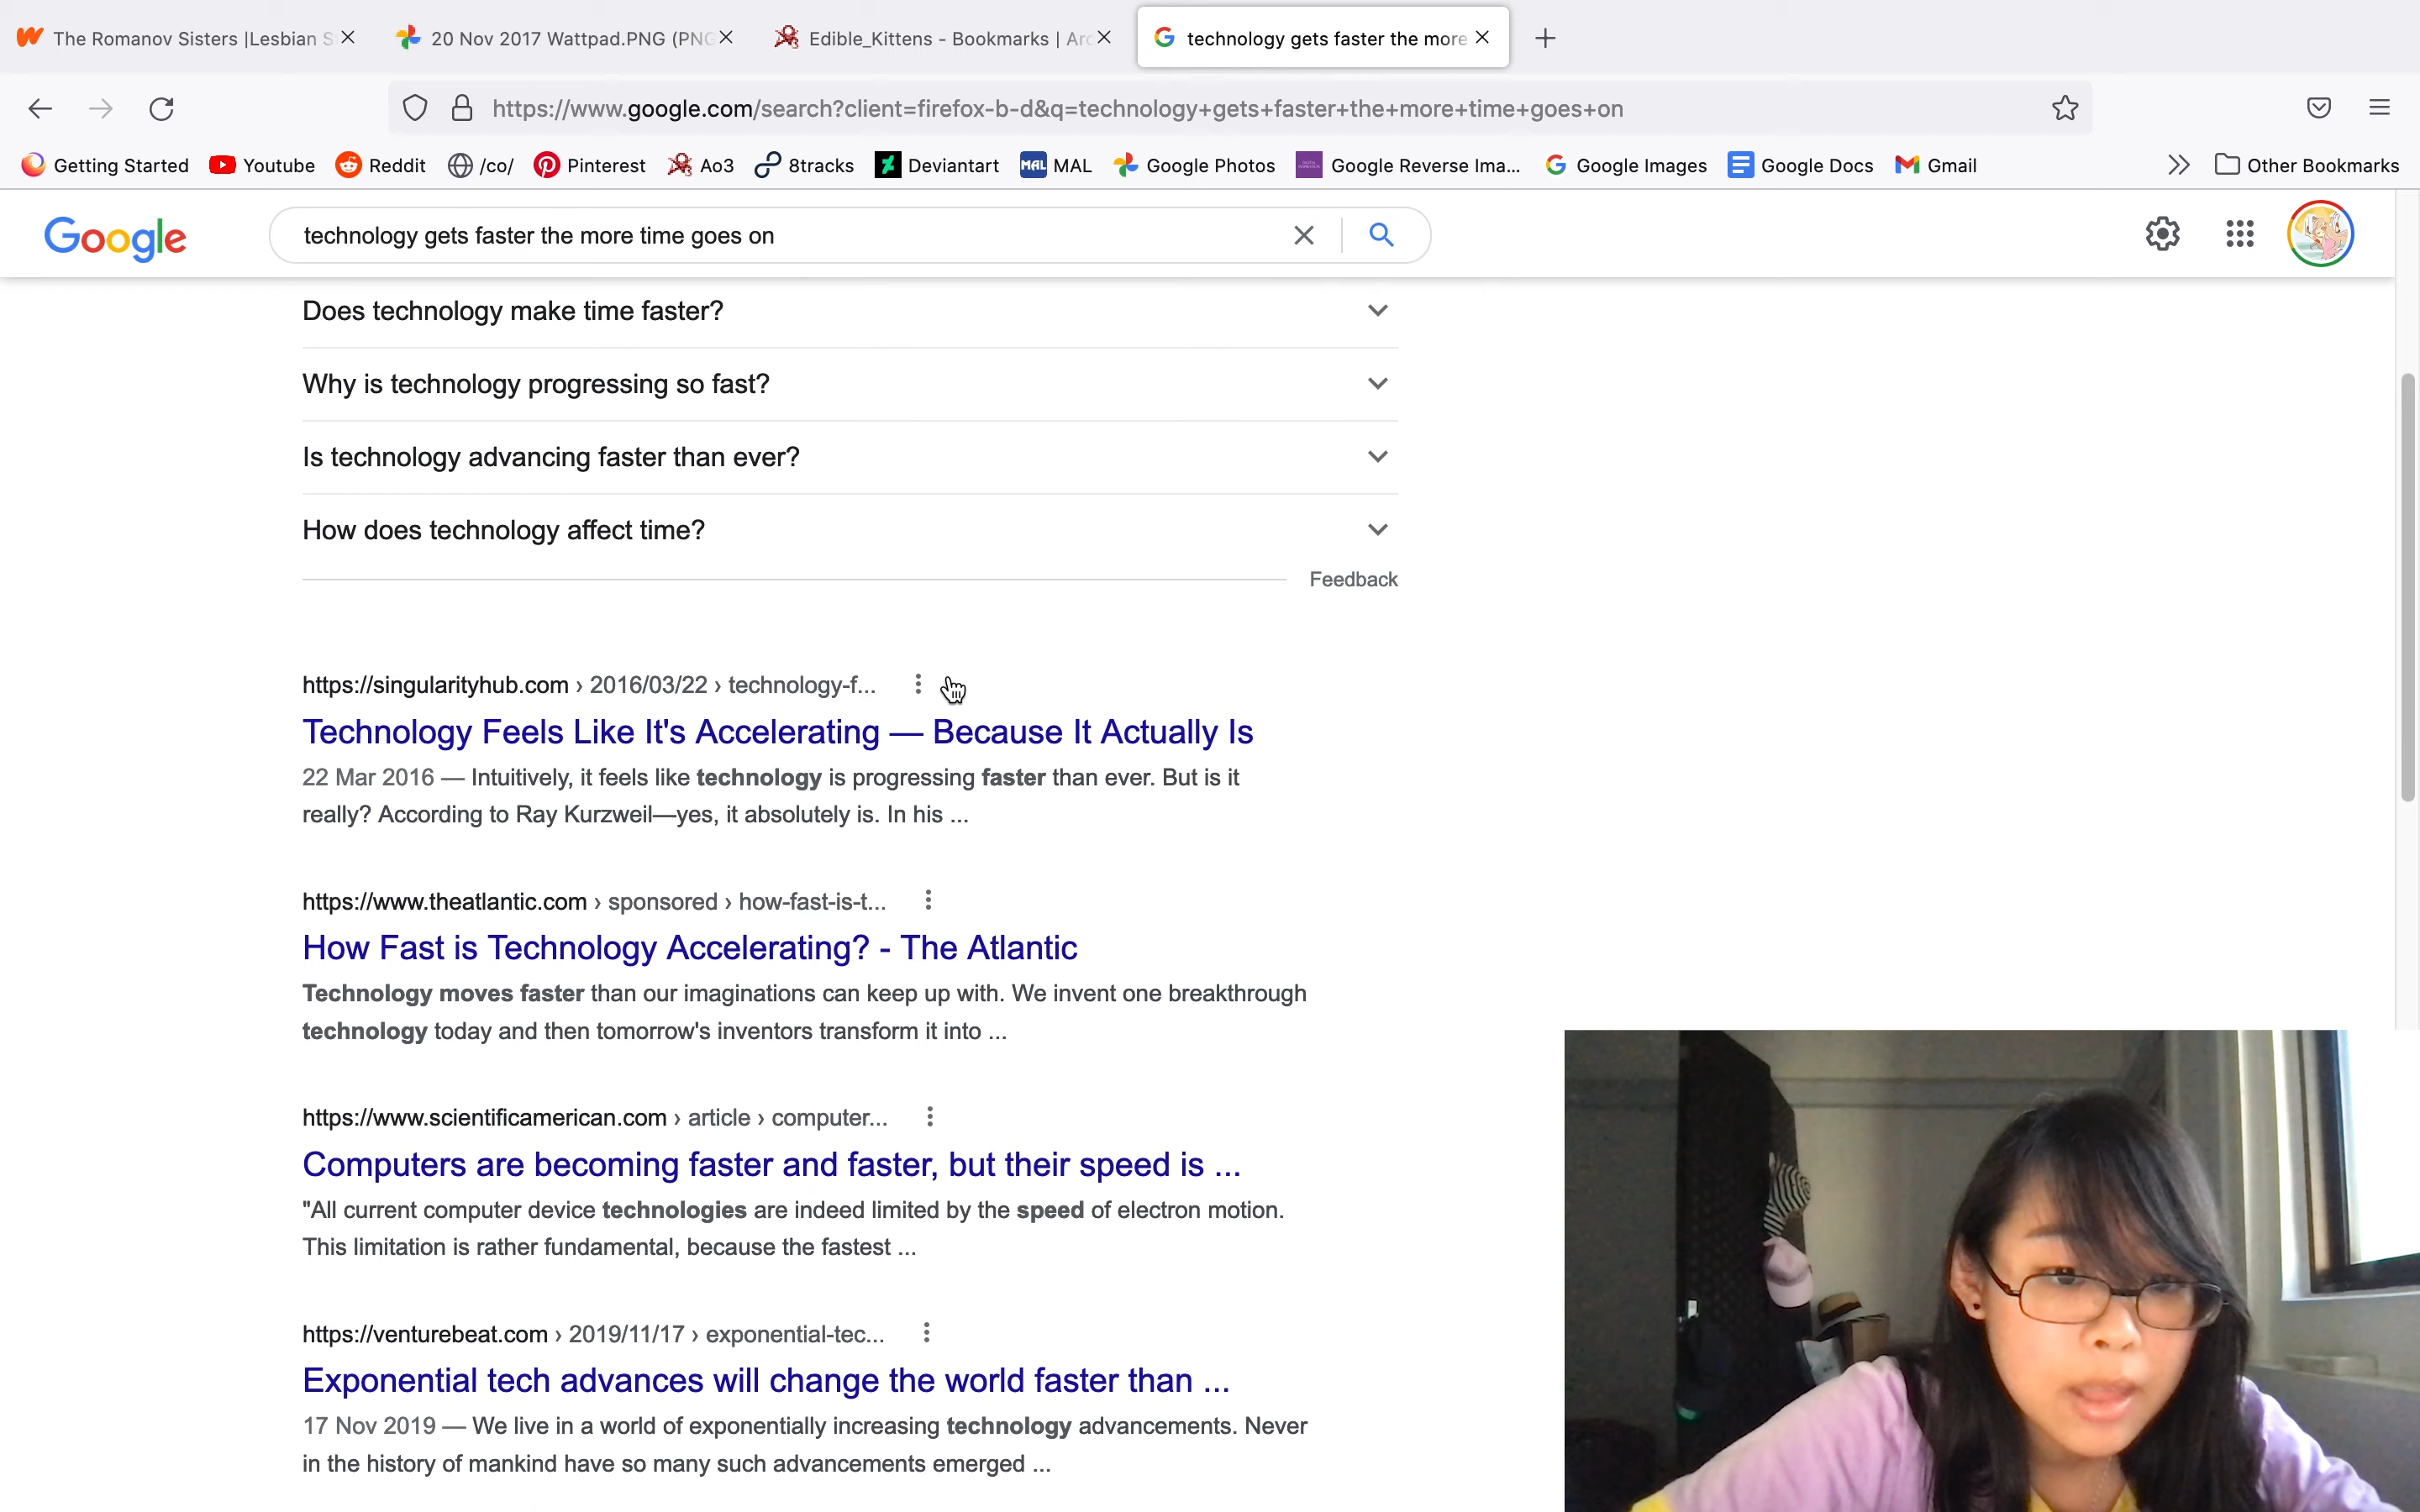 The Romanov Sisters |Lesbian S
20 Nov 2017 Wattpad.PNG (PNG
Edible_Kittens - Bookmarks | Arc
technology gets faster the more
https://www.google.com/search?client=firefox-b-d&q=technology+gets+faster+the+more+time+goes+on
Getting Started Youtube Reddit /co/ Pinterest Ao3 8tracks Deviantart MAL MAL Google Photos Google Reverse Ima... Google Images Google Docs Gmail Other Bookmarks
Google
technology gets faster the more time goes on
Does technology make time faster?
Why is technology progressing so fast?
Is technology advancing faster than ever?
How does technology affect time?
Feedback
https://singularityhub.com › 2016/03/22 › technology-f...
Technology Feels Like It's Accelerating — Because It Actually Is
22 Mar 2016 — Intuitively, it feels like technology is progressing faster than ever. But is it
really? According to Ray Kurzweil—yes, it absolutely is. In his ...
https://www.theatlantic.com › sponsored › how-fast-is-t...
How Fast is Technology Accelerating? - The Atlantic
Technology moves faster than our imaginations can keep up with. We invent one breakthrough
technology today and then tomorrow's inventors transform it into ...
https://www.scientificamerican.com › article › computer...
Computers are becoming faster and faster, but their speed is ...
"All current computer device technologies are indeed limited by the speed of electron motion.
This limitation is rather fundamental, because the fastest ...
https://venturebeat.com › 2019/11/17 › exponential-tec...
Exponential tech advances will change the world faster than ...
17 Nov 2019 — We live in a world of exponentially increasing technology advancements. Never
in the history of mankind have so many such advancements emerged ...